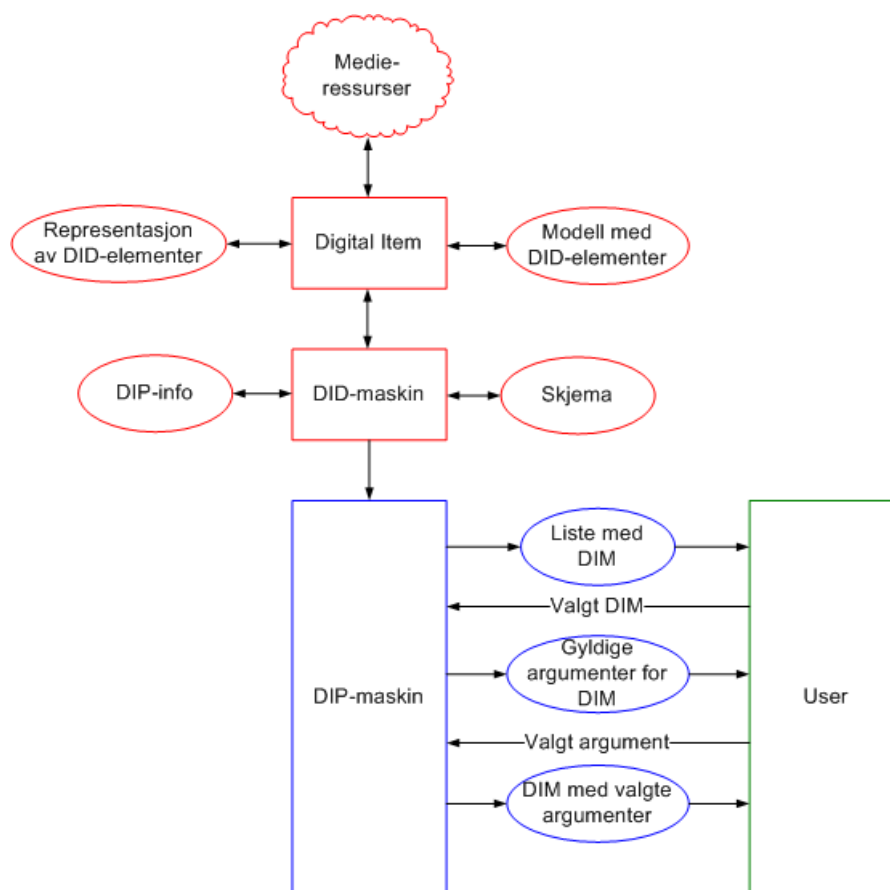 Medie-
ressurser
Representasjon
av DID-elementer
Digital Item
Modell med
DID-elementer
DIP-info
DID-maskin
Skjema
Liste med
DIM
Valgt DIM
Gyldige
argumenter for
DIM
DIP-maskin
User
Valgt argument
DIM med valgte
argumenter